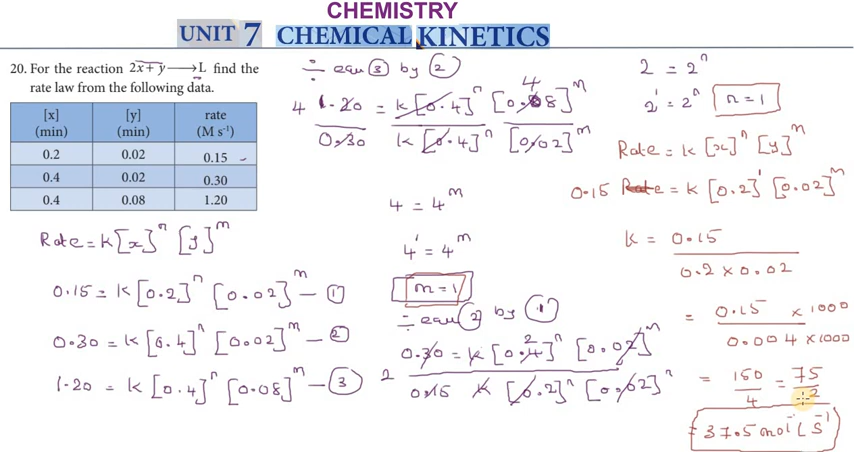 CHEMISTRY
UNIT 7 CHEMICAL KINETICS
20. For the reaction 2x + y ⟶ L find the
rate law from the following data.
[x] (min) [y] (min) rate (M s⁻¹)
0.2 0.02 0.15
0.4 0.02 0.30
0.4 0.08 1.20
Rate = k [x]ⁿ [y]ᵐ
0.15 = k [0.2]ⁿ [0.02]ᵐ – ①
0.30 = k [0.4]ⁿ [0.02]ᵐ – ②
1.20 = k [0.4]ⁿ [0.08]ᵐ – ③
÷ equ ③ by ②
4 1.20 / 0.30 = k [0.4]ⁿ [0.08]ᵐ 4 / k [0.4]ⁿ [0.02]ᵐ
4 = 4ᵐ
4¹ = 4ᵐ
m = 1
÷ equ ② by ①
2 0.30 / 0.15 = k [0.4]ⁿ 2 [0.02]ᵐ / k [0.2]ⁿ [0.02]ⁿ
2 = 2ⁿ
2¹ = 2ⁿ n = 1
Rate = k [x]ⁿ [y]ᵐ
0.15 Rate = k [0.2]¹ [0.02]ᵐ
k = 0.15 / 0.2 × 0.02
= 0.15 × 1000 / 0.004 × 1000
= 150 / 4 = 75 / 2
= 37.5 mol⁻¹ L S⁻¹